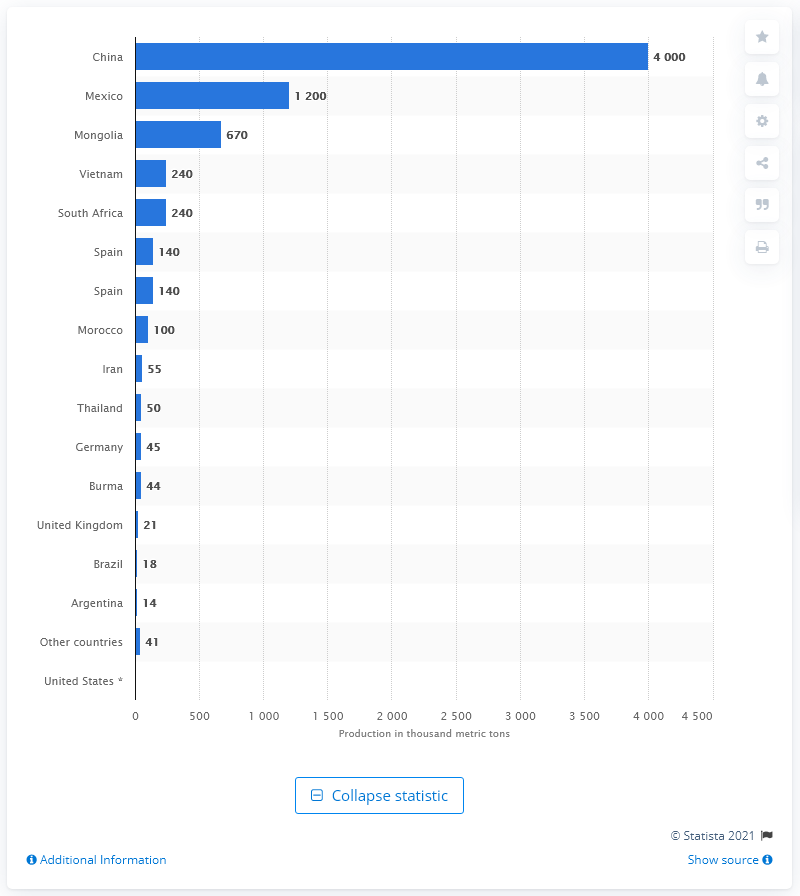 China 4 000
Mexico 1 200
Mongolia 670
Vietnam 240
South Africa 240
Spain 140
Spain 140
Morocco 100
Iran 55
Thailand 50
Germany 45
Burma 44
United Kingdom 21
Brazil 18
Argentina 14
Other countries 41
United States *
0 500 1 000 1 500 2 000 2 500 3 000 3 500 4 000 4 500
Production in thousand metric tons
Collapse statistic
© Statista 2021
Additional Information Show source